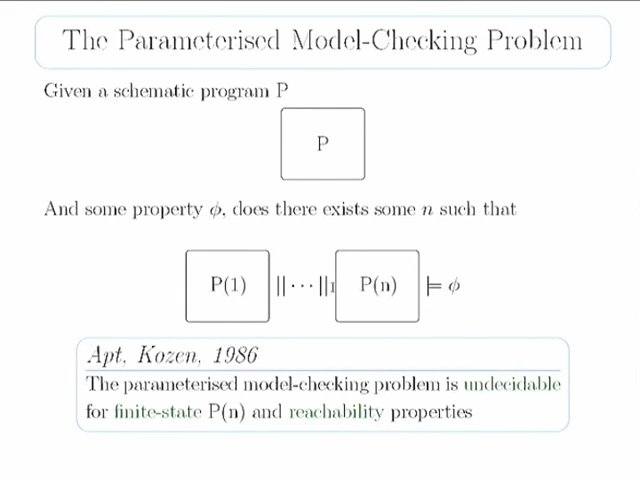 The Parameterised Model-Checking Problem
Given a schematic program P
P
And some property ϕ, does there exists some n such that
P(1) || · · · || P(n) ⊨ ϕ
Apt, Kozen, 1986
The parameterised model-checking problem is undecidable
for finite-state P(n) and reachability properties